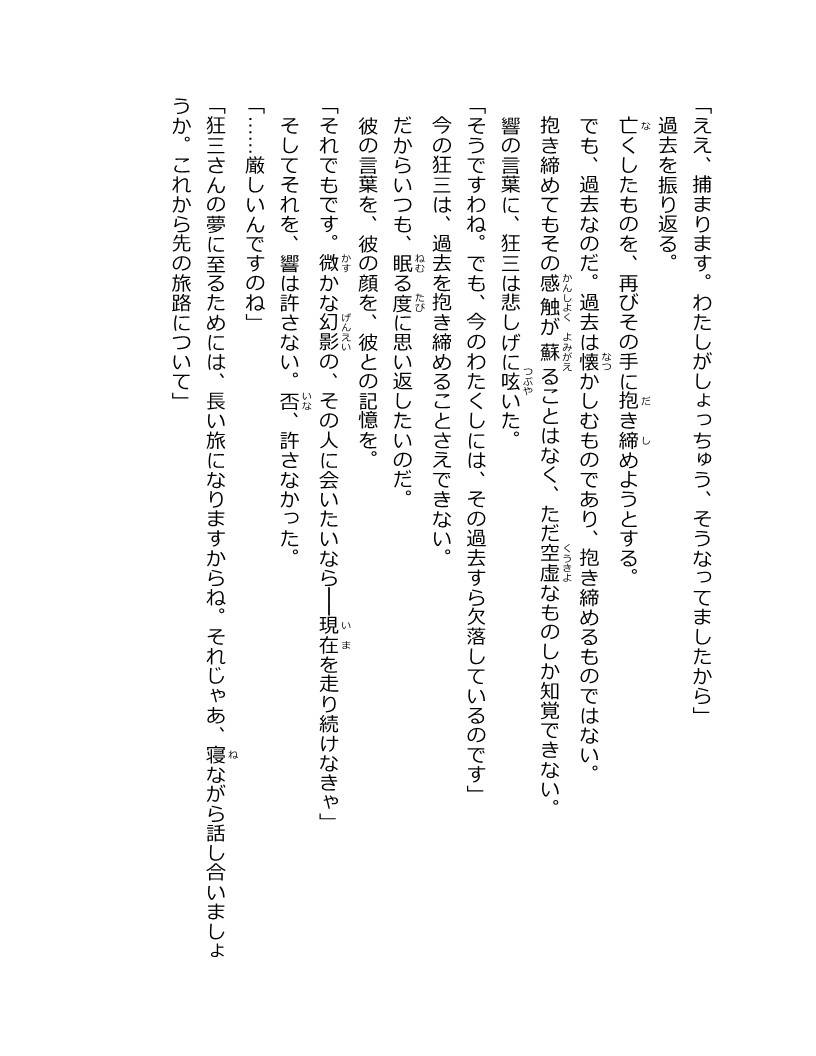 「ええ、捕まります。わたしがしょっちゅう、そうなってましたから」
過去を振り返る。
亡くしたものを、再びその手に抱き締めようとする。
でも、過去なのだ。過去は懐かしむものであり、抱き締めるものではない。
抱き締めてもその感触が蘇ることはなく、ただ空虚なものしか知覚できない。
響の言葉に、狂三は悲しげに呟いた。
「そうですわね。でも、今のわたくしには、その過去すら欠落しているのです」
今の狂三は、過去を抱き締めることさえできない。
だからいつも、眠る度に思い返したいのだ。
彼の言葉を、彼の顔を、彼との記憶を。
「それでもです。微かな幻影の、その人に会いたいなら──現在を走り続けなきゃ」
そしてそれを、響は許さない。否、許さなかった。
「……厳しいんですのね」
「狂三さんの夢に至るためには、長い旅になりますからね。それじゃあ、寝ながら話し合いましょ
うか。これから先の旅路について」